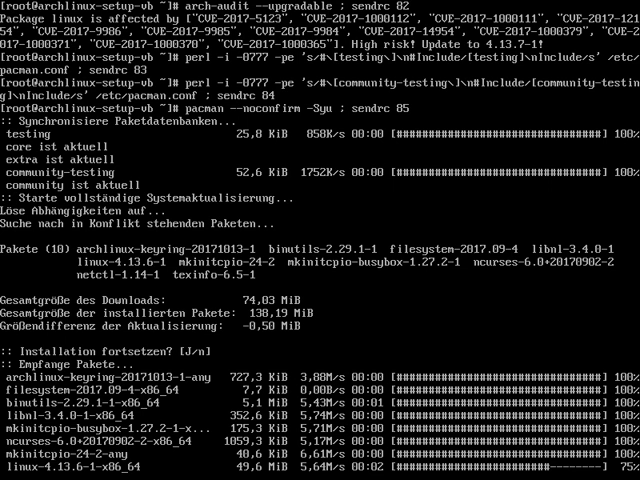 [root@archlinux-setup-vb ~]# arch-audit --upgradable ; sendrc 82
Package linux is affected by ["CVE-2017-5123", "CVE-2017-1000112", "CVE-2017-1000111", "CVE-2017-121
54", "CVE-2017-9986", "CVE-2017-9985", "CVE-2017-9984", "CVE-2017-14954", "CVE-2017-1000379", "CVE-2
017-1000371", "CVE-2017-1000370", "CVE-2017-1000365"]. High risk! Update to 4.13.7-1!
[root@archlinux-setup-vb ~]# perl -i -0777 -pe 's/#\[testing\]\n#Include/[testing]\nInclude/s' /etc/
pacman.conf ; sendrc 83
[root@archlinux-setup-vb ~]# perl -i -0777 -pe 's/#\[community-testing\]\n#Include/[community-testin
g]\nInclude/s' /etc/pacman.conf ; sendrc 84
[root@archlinux-setup-vb ~]# pacman --noconfirm -Syu ; sendrc 85
:: Synchronisiere Paketdatenbanken...
testing 25,8 KiB 858K/s 00:00 [################################] 100%
core ist aktuell
extra ist aktuell
community-testing 52,6 KiB 1752K/s 00:00 [################################] 100%
community ist aktuell
:: Starte vollständige Systemaktualisierung...
Löse Abhängigkeiten auf...
Suche nach in Konflikt stehenden Paketen...
Pakete (10) archlinux-keyring-20171013-1 binutils-2.29.1-1 filesystem-2017.09-4 libnl-3.4.0-1
linux-4.13.6-1 mkinitcpio-24-2 mkinitcpio-busybox-1.27.2-1 ncurses-6.0+20170902-2
netctl-1.14-1 texinfo-6.5-1
Gesamtgröße des Downloads: 74,03 MiB
Gesamtgröße der installierten Pakete: 138,19 MiB
Größendifferenz der Aktualisierung: -0,50 MiB
:: Installation fortsetzen? [J/n]
:: Empfange Pakete...
archlinux-keyring-20171013-1-any 727,3 KiB 3,88M/s 00:00 [################################] 100%
filesystem-2017.09-4-x86_64 7,7 KiB 0,00B/s 00:00 [################################] 100%
binutils-2.29.1-1-x86_64 5,1 MiB 5,43M/s 00:01 [################################] 100%
libnl-3.4.0-1-x86_64 352,6 KiB 5,74M/s 00:00 [################################] 100%
mkinitcpio-busybox-1.27.2-1-x... 175,3 KiB 5,71M/s 00:00 [################################] 100%
ncurses-6.0+20170902-2-x86_64 1059,3 KiB 5,17M/s 00:00 [################################] 100%
mkinitcpio-24-2-any 40,6 KiB 6,61M/s 00:00 [################################] 100%
linux-4.13.6-1-x86_64 49,6 MiB 5,64M/s 00:02 [########################--------] 75%